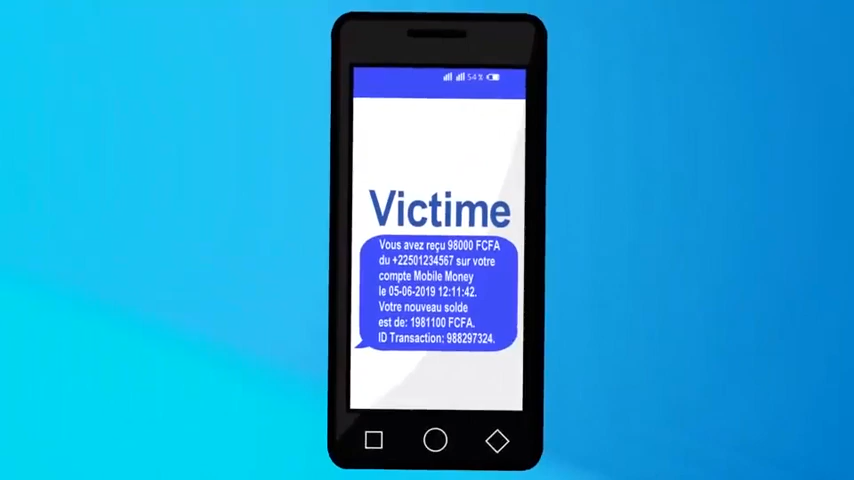 54 %
Victime
Vous avez reçu 98000 FCFA
du +22501234567 sur votre
compte Mobile Money
le 05-06-2019 12:11:42.
Votre nouveau solde
est de: 1981100 FCFA.
ID Transaction: 988297324.